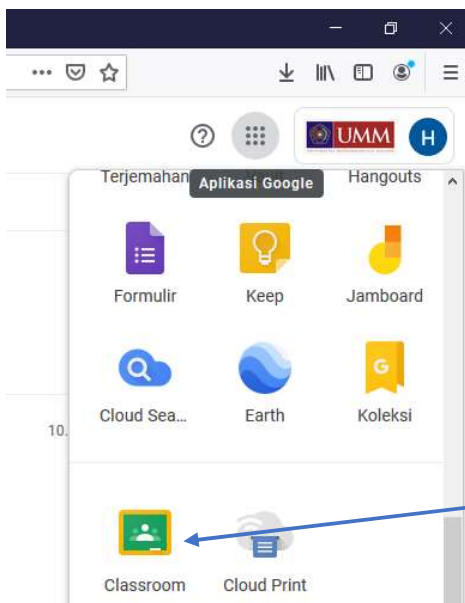 UMM
H
Terjemahan
Hangouts
Aplikasi Google
Formulir
Keep
Jamboard
G
Cloud Sea...
Earth
Koleksi
10.
Classroom
Cloud Print